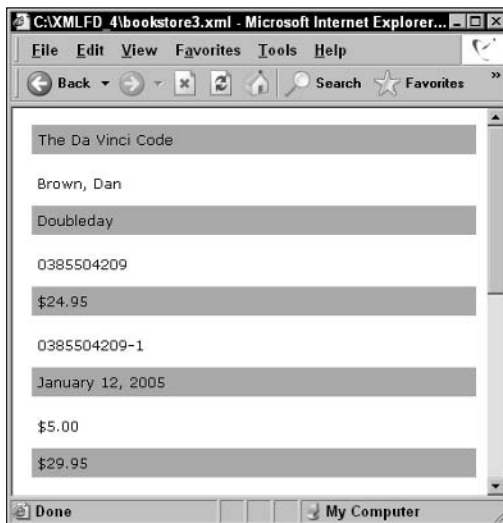 C:\XMLFD_4\bookstore3.xml - Microsoft Internet Explorer...
File Edit View Favorites Tools Help
Back Search Favorites »
The Da Vinci Code
Brown, Dan
Doubleday
0385504209
$24.95
0385504209-1
January 12, 2005
$5.00
$29.95
Done My Computer